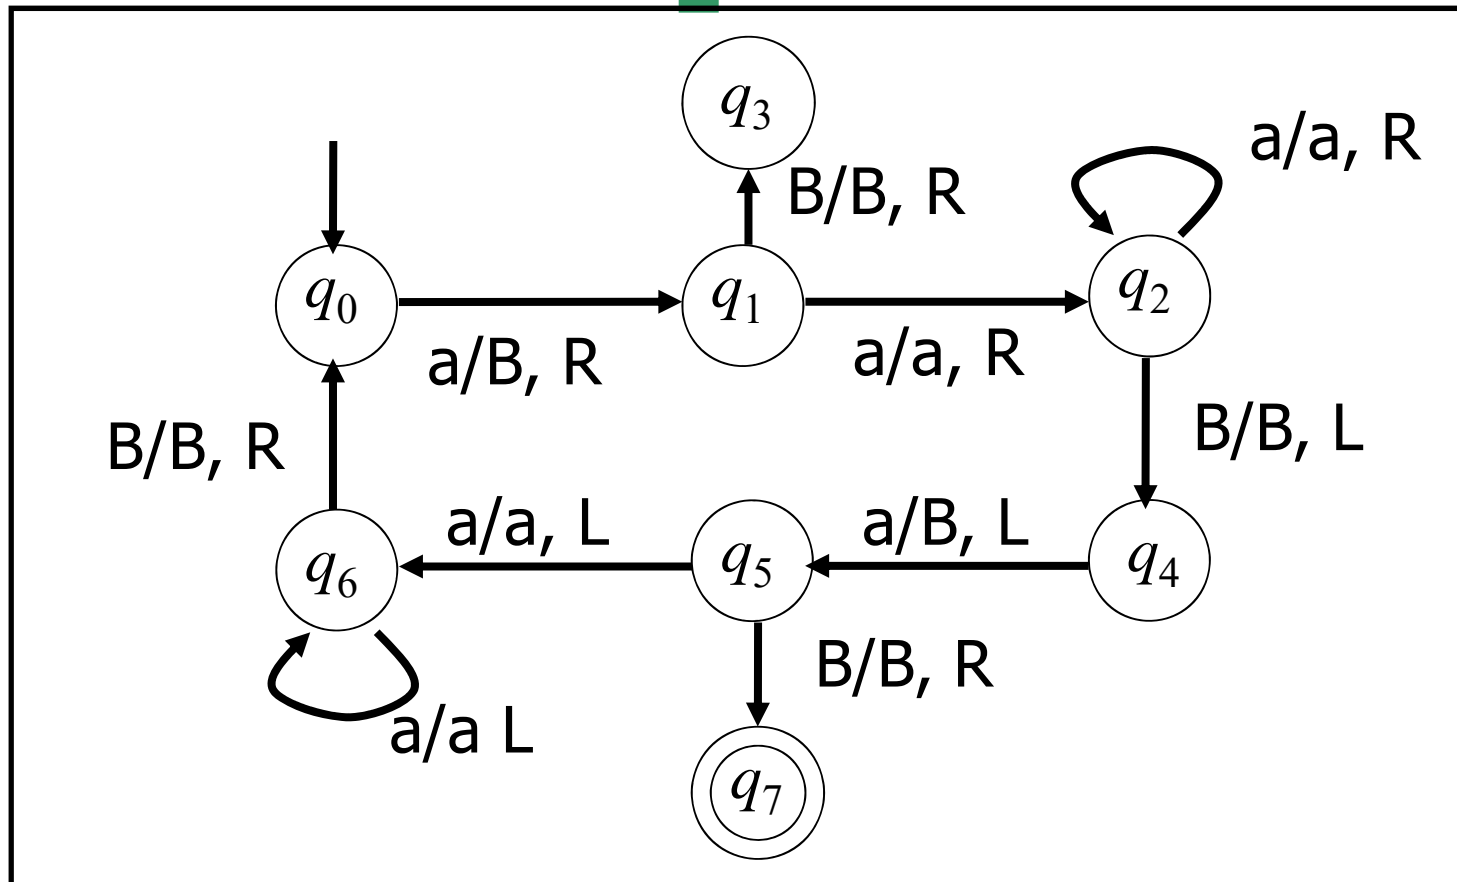 q3
a/a, R
B/B, R
q0
q1
q2
a/B, R
a/a, R
B/B, R
B/B, L
a/a, L
a/B, L
q6
q5
q4
B/B, R
a/a L
q7